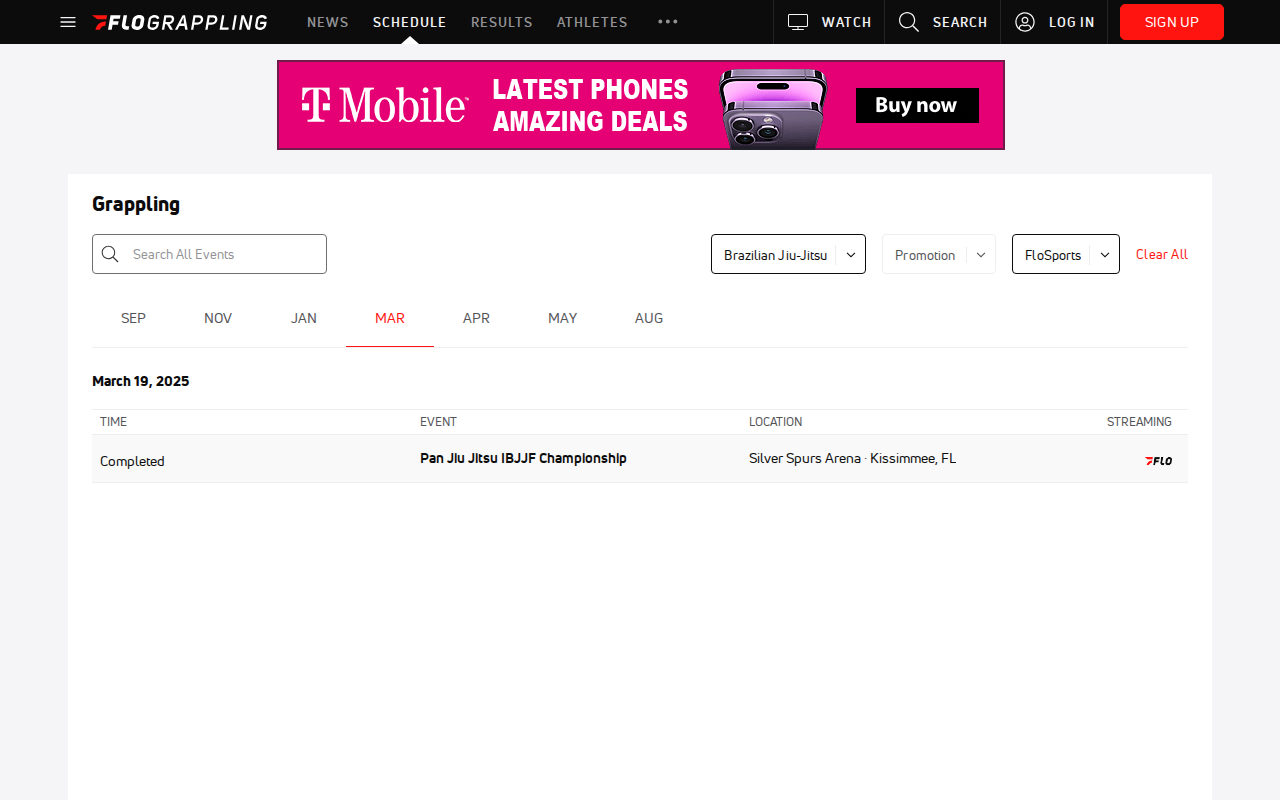 FLOGRAPPLING NEWS SCHEDULE RESULTS ATHLETES WATCH SEARCH LOG IN SIGN UP
T Mobile LATEST PHONES AMAZING DEALS Buy now
Grappling
Search All Events Brazilian Jiu-Jitsu Promotion FloSports Clear All
SEP NOV JAN MAR APR MAY AUG
March 19, 2025
TIME EVENT LOCATION STREAMING
Completed Pan Jiu Jitsu IBJJF Championship Silver Spurs Arena · Kissimmee, FL FLO